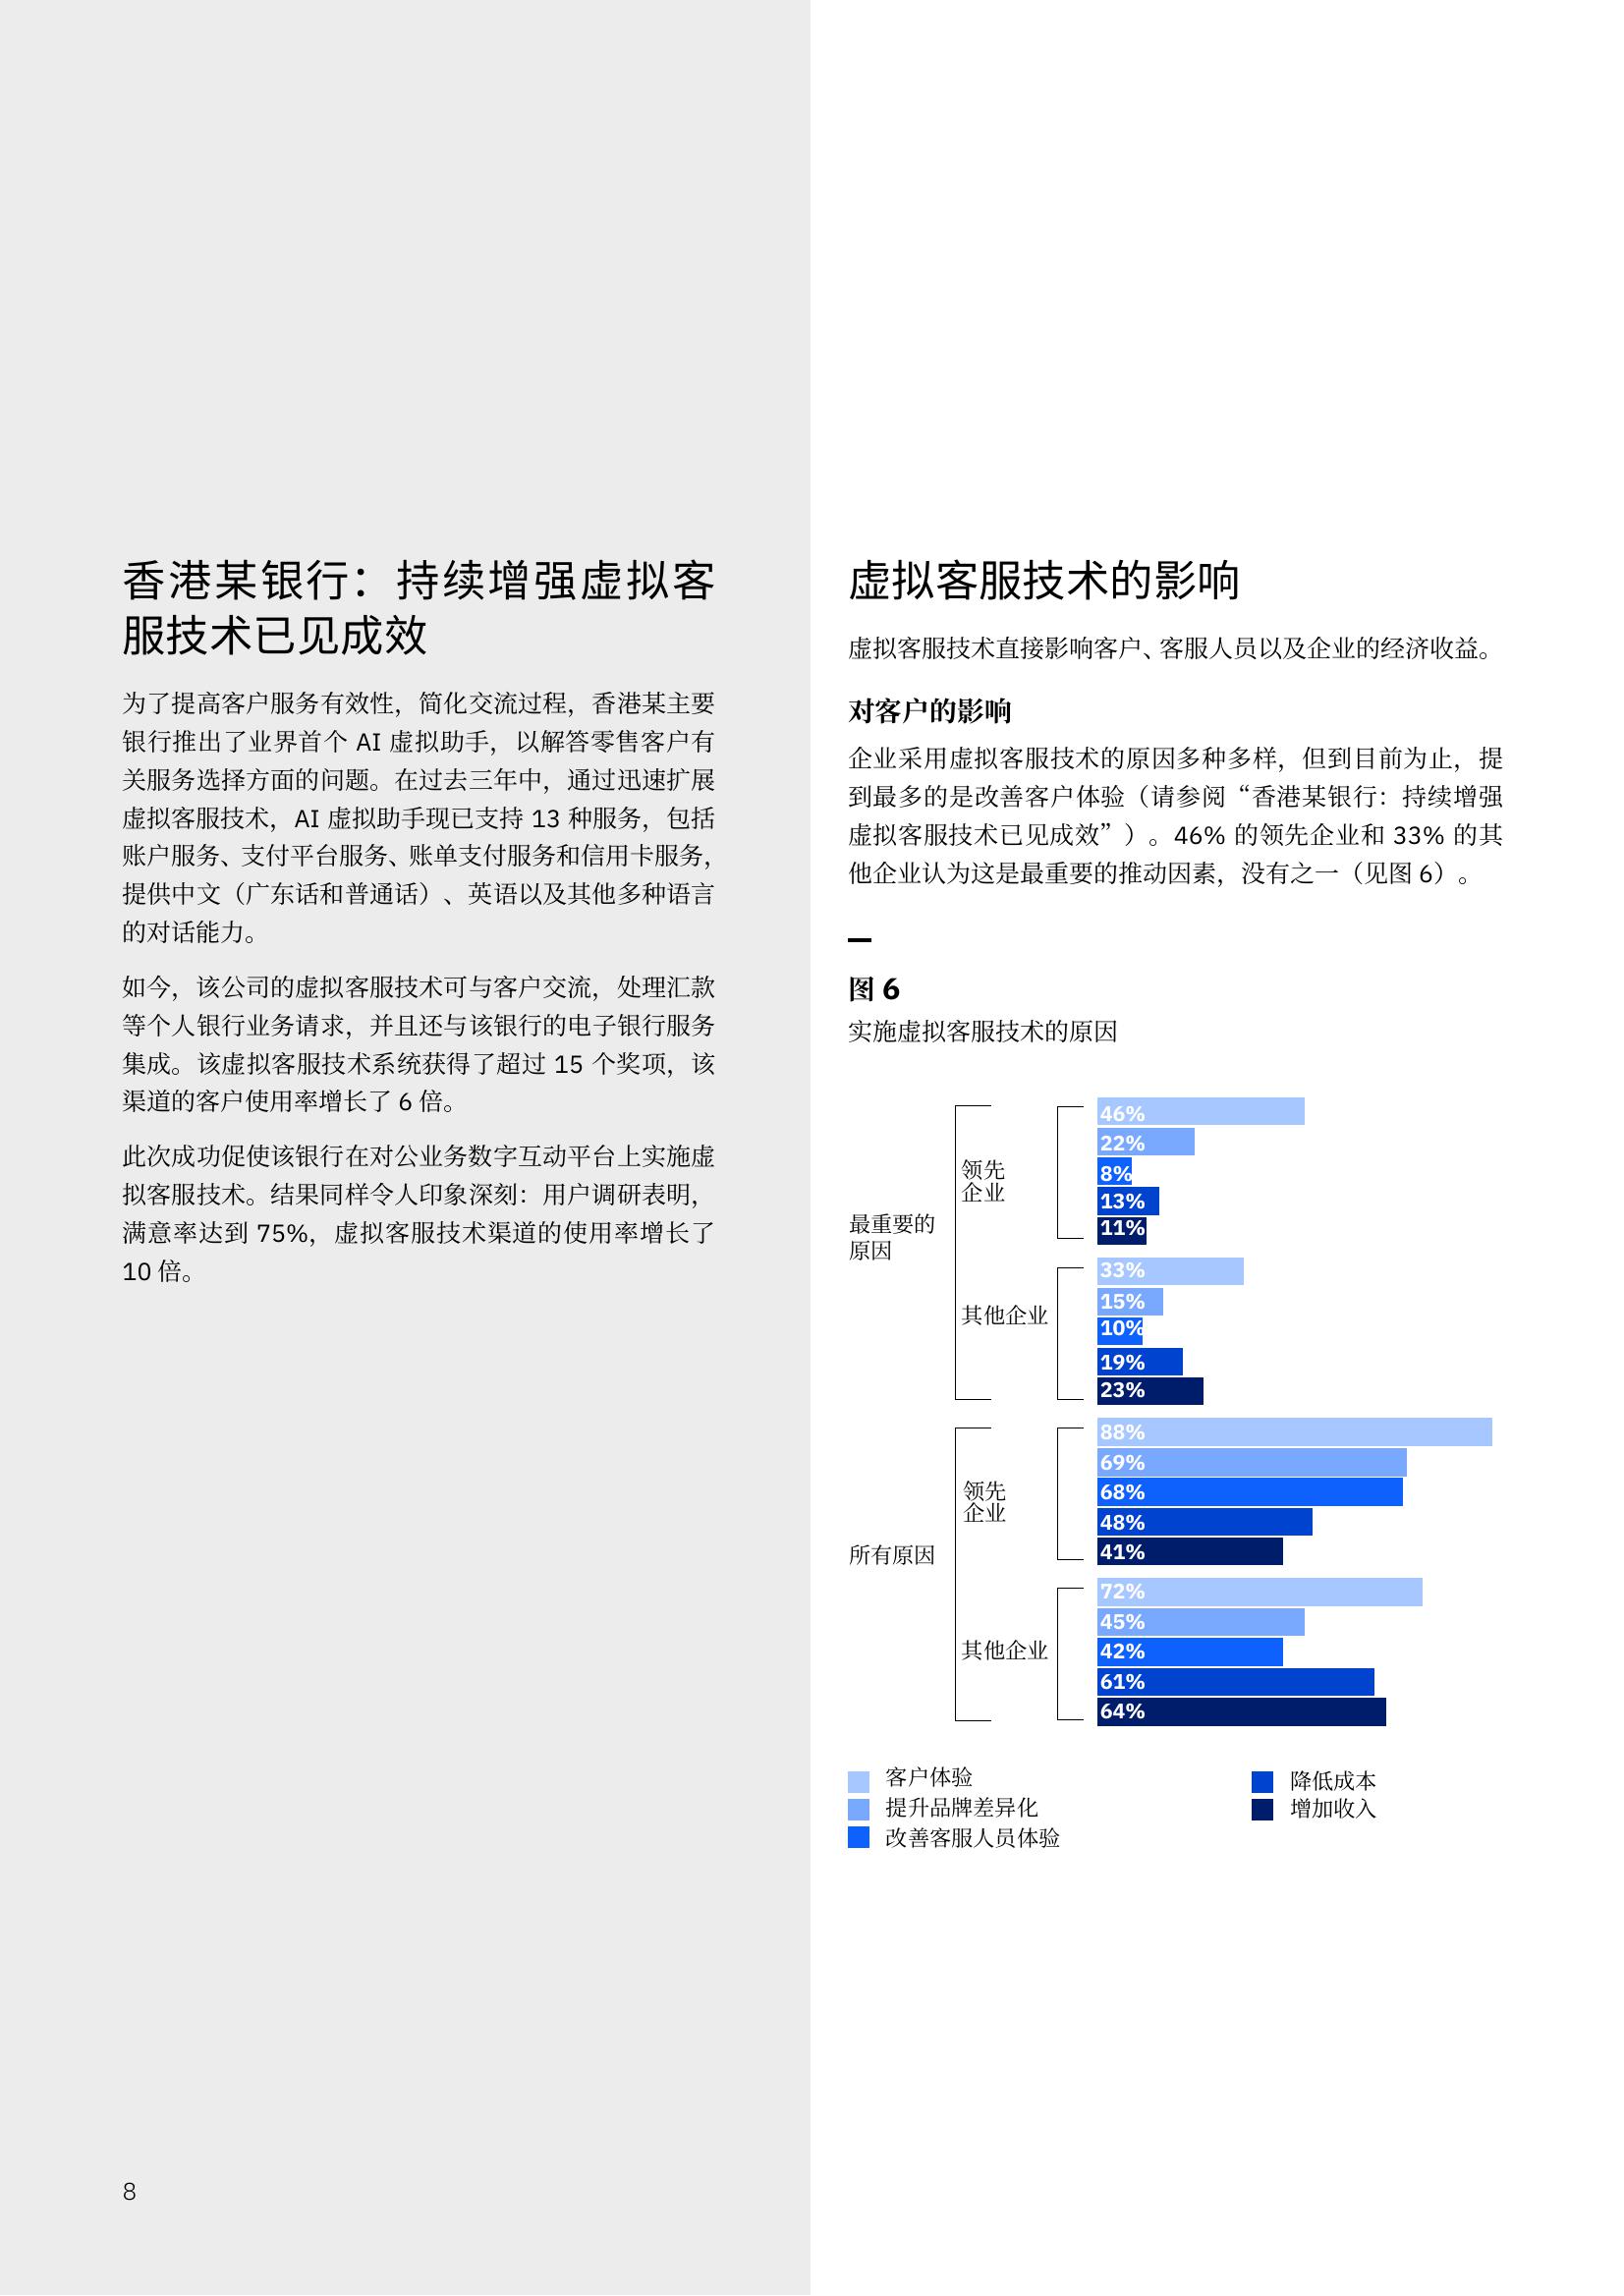 香港某银行：持续增强虚拟客
服技术已见成效
为了提高客户服务有效性，简化交流过程，香港某主要
银行推出了业界首个 AI 虚拟助手，以解答零售客户有
关服务选择方面的问题。在过去三年中，通过迅速扩展
虚拟客服技术，AI 虚拟助手现已支持 13 种服务，包括
账户服务、支付平台服务、账单支付服务和信用卡服务，
提供中文（广东话和普通话）、英语以及其他多种语言
的对话能力。
如今，该公司的虚拟客服技术可与客户交流，处理汇款
等个人银行业务请求，并且还与该银行的电子银行服务
集成。该虚拟客服技术系统获得了超过 15 个奖项，该
渠道的客户使用率增长了 6 倍。
此次成功促使该银行在对公业务数字互动平台上实施虚
拟客服技术。结果同样令人印象深刻：用户调研表明，
满意率达到 75%，虚拟客服技术渠道的使用率增长了
10 倍。
8
虚拟客服技术的影响
虚拟客服技术直接影响客户、客服人员以及企业的经济收益。
对客户的影响
企业采用虚拟客服技术的原因多种多样，但到目前为止，提
到最多的是改善客户体验（请参阅“香港某银行：持续增强
虚拟客服技术已见成效”）。46% 的领先企业和 33% 的其
他企业认为这是最重要的推动因素，没有之一（见图 6）。
图 6
实施虚拟客服技术的原因
最重要的
原因
领先
企业
46%
22%
8%
13%
11%
其他企业
33%
15%
10%
19%
23%
所有原因
领先
企业
88%
69%
68%
48%
41%
其他企业
72%
45%
42%
61%
64%
客户体验
提升品牌差异化
改善客服人员体验
降低成本
增加收入